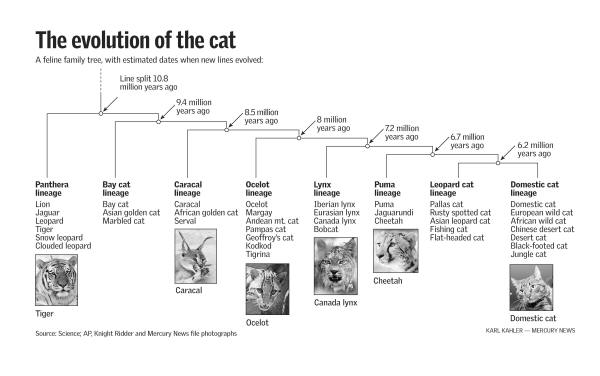 The evolution of the cat
A feline family tree, with estimated dates when new lines evolved:
Line split 10.8
million years ago
9.4 million
years ago
8.5 million
years ago
8 million
years ago
7.2 million
years ago
6.7 million
years ago
6.2 million
years ago
Panthera
lineage
Lion
Jaguar
Leopard
Tiger
Snow leopard
Clouded leopard
Tiger
Bay cat
lineage
Bay cat
Asian golden cat
Marbled cat
Caracal
lineage
Caracal
African golden cat
Serval
Caracal
Ocelot
lineage
Ocelot
Margay
Andean mt. cat
Pampas cat
Geoffroy's cat
Kodkod
Tigrina
Ocelot
Lynx
lineage
Iberian lynx
Eurasian lynx
Canada lynx
Bobcat
Canada lynx
Puma
lineage
Puma
Jaguarundi
Cheetah
Cheetah
Leopard cat
lineage
Pallas cat
Rusty spotted cat
Asian leopard cat
Fishing cat
Flat-headed cat
Domestic cat
lineage
Domestic cat
European wild cat
African wild cat
Chinese desert cat
Desert cat
Black-footed cat
Jungle cat
Domestic cat
Source: Science; AP, Knight Ridder and Mercury News file photographs
KARL KAHLER — MERCURY NEWS